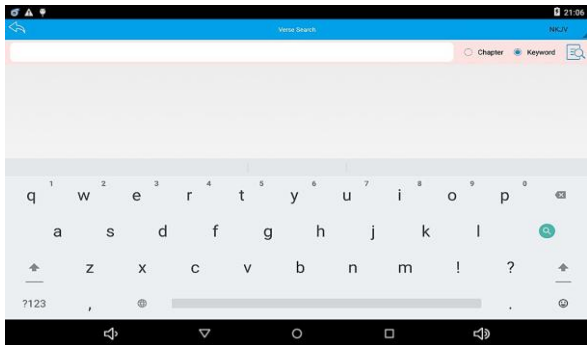 21:06
Verse Search NKJV
Chapter Keyword
1 2 3 4 5 6 7 8 9 0
q w e r t y u i o p
a s d f g h j k l
z x c v b n m ! ?
?123 , .